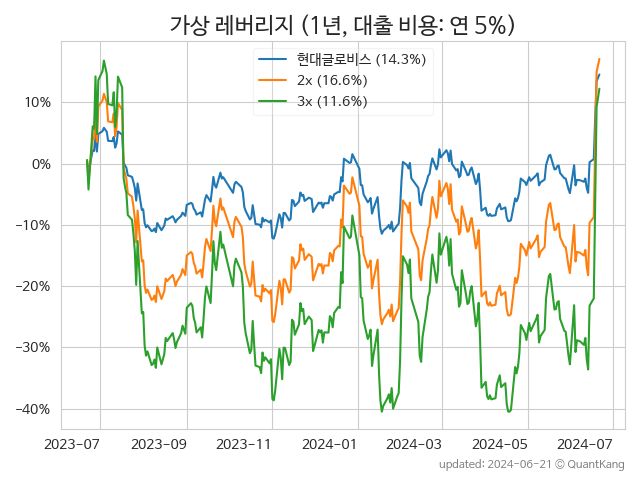 가상 레버리지 (1년, 대출 비용: 연 5%)
현대글로비스 (14.3%)
2x (16.6%)
3x (11.6%)
10%
0%
−10%
−20%
−30%
−40%
2023-07 2023-09 2023-11 2024-01 2024-03 2024-05 2024-07
updated: 2024-06-21 © QuantKang